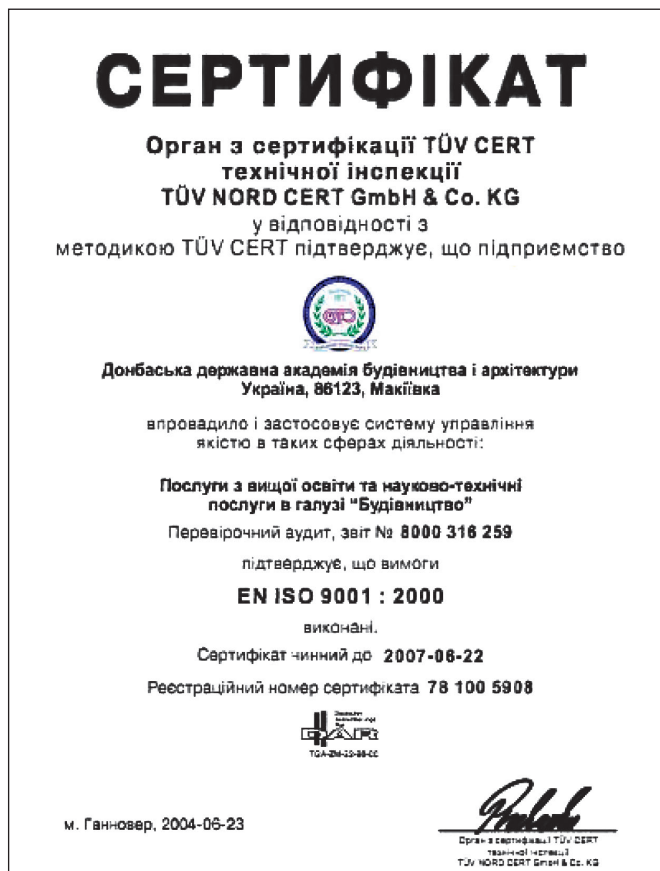 СЕРТИФІКАТ
Орган з сертифікації TÜV CERT
технічної інспекції
TÜV NORD CERT GmbH & Co. KG
у відповідності з
методикою TÜV CERT підтверджує, що підприємство
Донбаська державна академія будівництва і архітектури
Україна, 86123, Макіївка
впровадило і застосовує систему управління
якістю в таких сферах діяльності:
Послуги з вищої освіти та науково-технічні
послуги в галузі "Будівництво"
Перевірочний аудит, звіт № 8000 316 259
підтверджує, що вимоги
EN ISO 9001 : 2000
виконані.
Сертифікат чинний до 2007-06-22
Реєстраційний номер сертифіката 78 100 5908
DAR
м. Ганновер, 2004-06-23
Орган з сертифікації TÜV CERT
технічної інспекції
TÜV NORD CERT GmbH & Co. KG